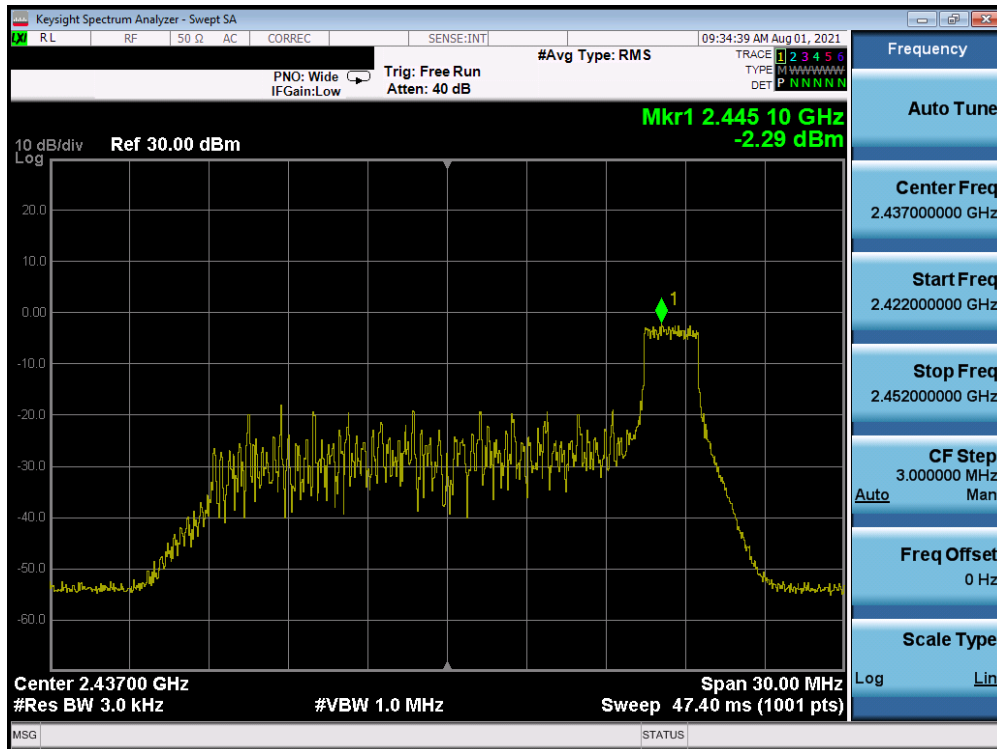 Keysight Spectrum Analyzer - Swept SA
LXI RL RF 50 Ω AC CORREC SENSE:INT 09:34:39 AM Aug 01, 2021
#Avg Type: RMS TRACE 1 2 3 4 5 6
PNO: Wide Trig: Free Run TYPE M WWWWW
IFGain:Low Atten: 40 dB DET P N N N N N
Mkr1 2.445 10 GHz
-2.29 dBm
10 dB/div Ref 30.00 dBm
Log
20.0
10.0
1
0.00
-10.0
-20.0
-30.0
-40.0
-50.0
-60.0
Center 2.43700 GHz Span 30.00 MHz
#Res BW 3.0 kHz #VBW 1.0 MHz Sweep 47.40 ms (1001 pts)
MSG STATUS
Frequency
Auto Tune
Center Freq
2.437000000 GHz
Start Freq
2.422000000 GHz
Stop Freq
2.452000000 GHz
CF Step
3.000000 MHz
Auto Man
Freq Offset
0 Hz
Scale Type
Log Lin